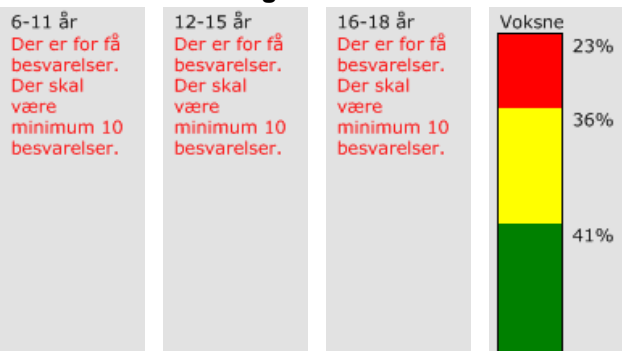 6-11 år
Der er for få
besvarelser.
Der skal
være
minimum 10
besvarelser.
12-15 år
Der er for få
besvarelser.
Der skal
være
minimum 10
besvarelser.
16-18 år
Der er for få
besvarelser.
Der skal
være
minimum 10
besvarelser.
Voksne
23%
36%
41%